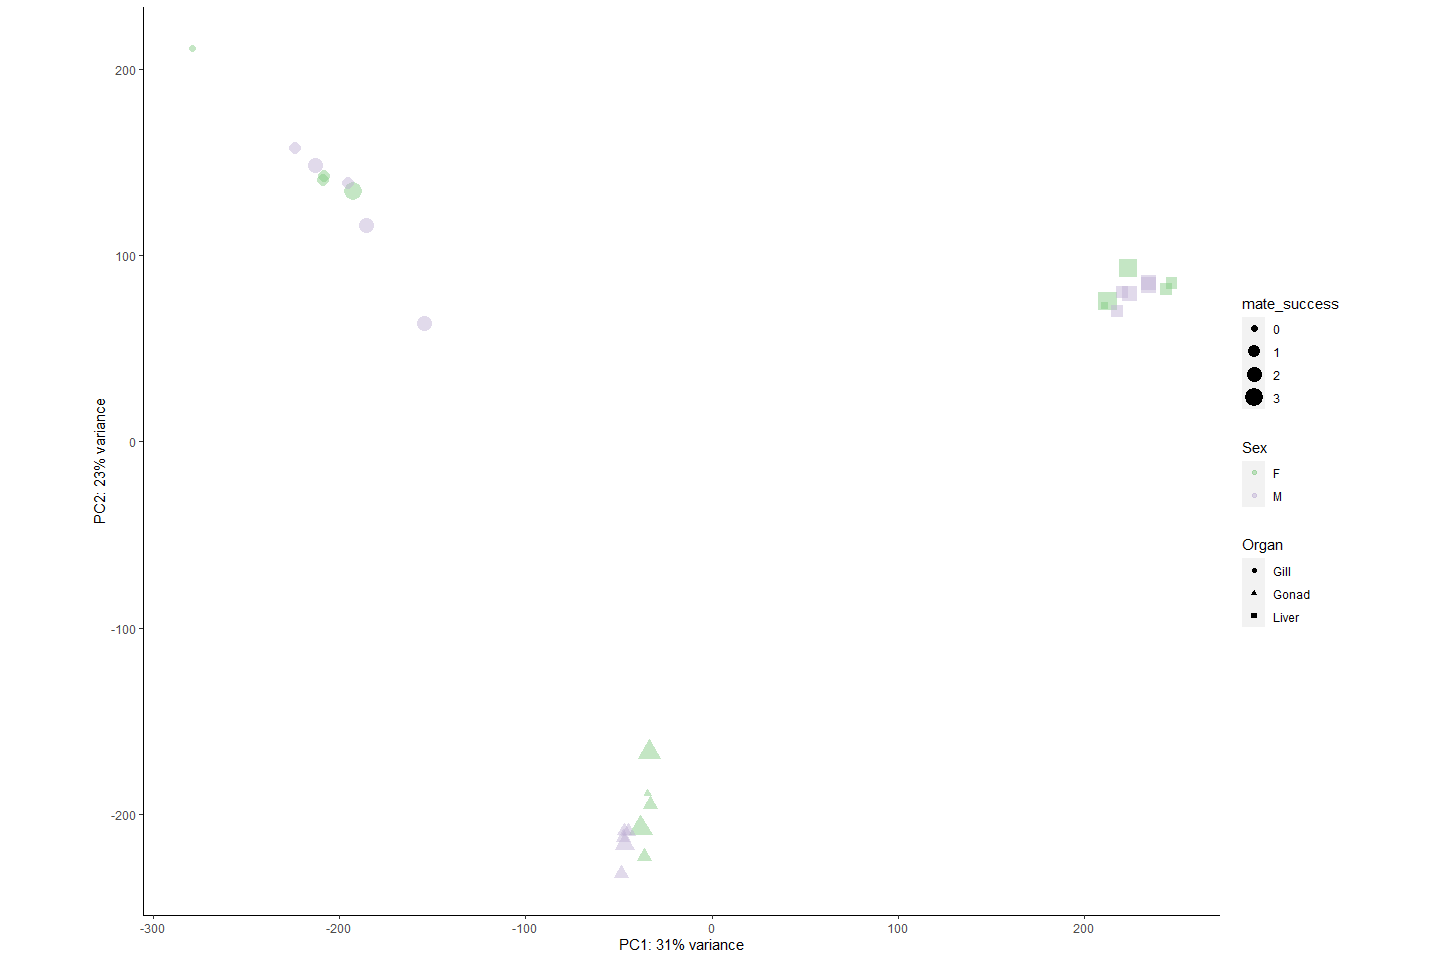 200
100
0
-100
-200
PC2: 23% variance
-300
-200
-100
0
100
200
PC1: 31% variance
mate_success
0
1
2
3
Sex
F
M
Organ
Gill
Gonad
Liver